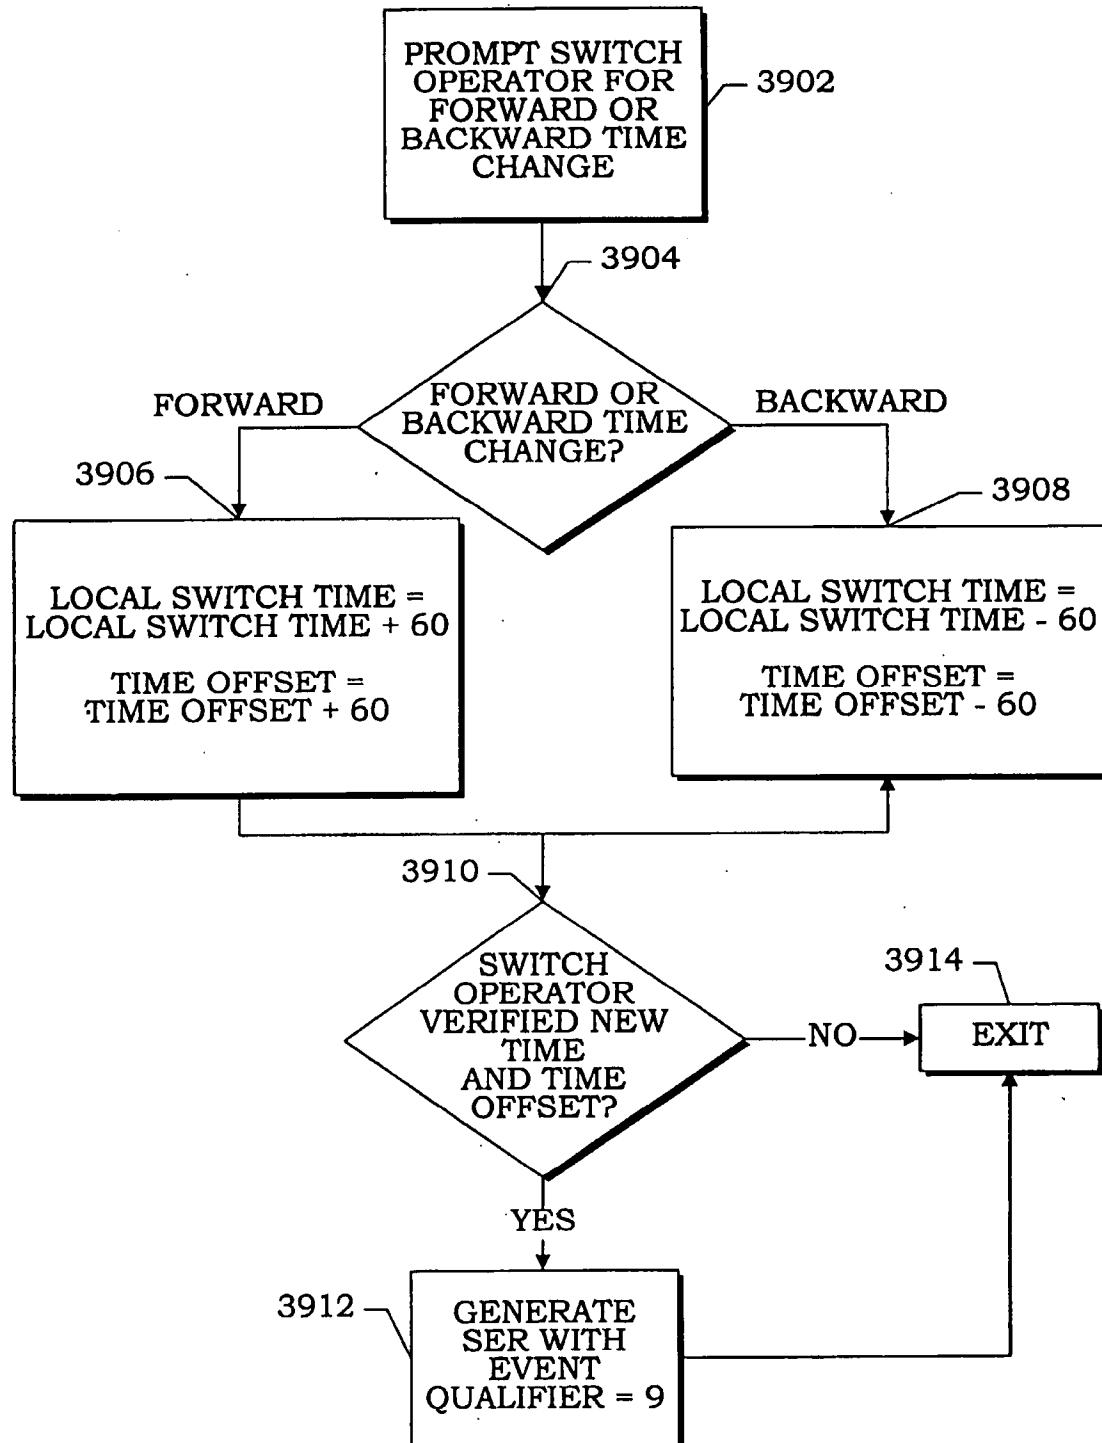 PROMPT SWITCH
OPERATOR FOR
FORWARD OR
BACKWARD TIME
CHANGE
3902
3904
FORWARD OR
BACKWARD TIME
CHANGE?
FORWARD
BACKWARD
3906
3908
LOCAL SWITCH TIME =
LOCAL SWITCH TIME + 60
TIME OFFSET =
TIME OFFSET + 60
LOCAL SWITCH TIME =
LOCAL SWITCH TIME - 60
TIME OFFSET =
TIME OFFSET - 60
3910
SWITCH
OPERATOR
VERIFIED NEW
TIME
AND TIME
OFFSET?
NO
3914
EXIT
YES
3912
GENERATE
SER WITH
EVENT
QUALIFIER = 9